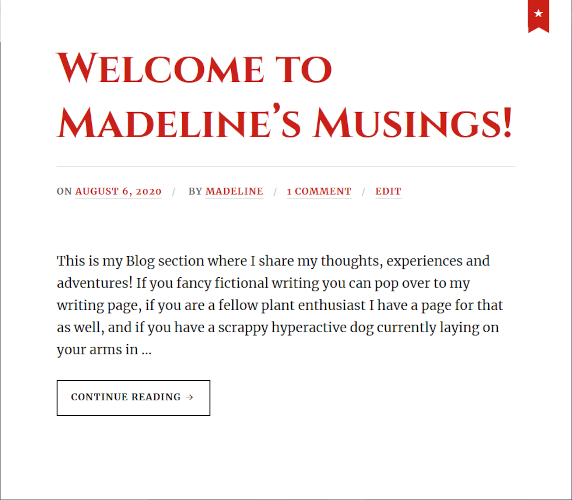 Welcome to
Madeline's Musings!
ON AUGUST 6, 2020 / BY MADELINE / 1 COMMENT / EDIT
This is my Blog section where I share my thoughts, experiences and
adventures! If you fancy fictional writing you can pop over to my
writing page, if you are a fellow plant enthusiast I have a page for that
as well, and if you have a scrappy hyperactive dog currently laying on
your arms in ...
CONTINUE READING →